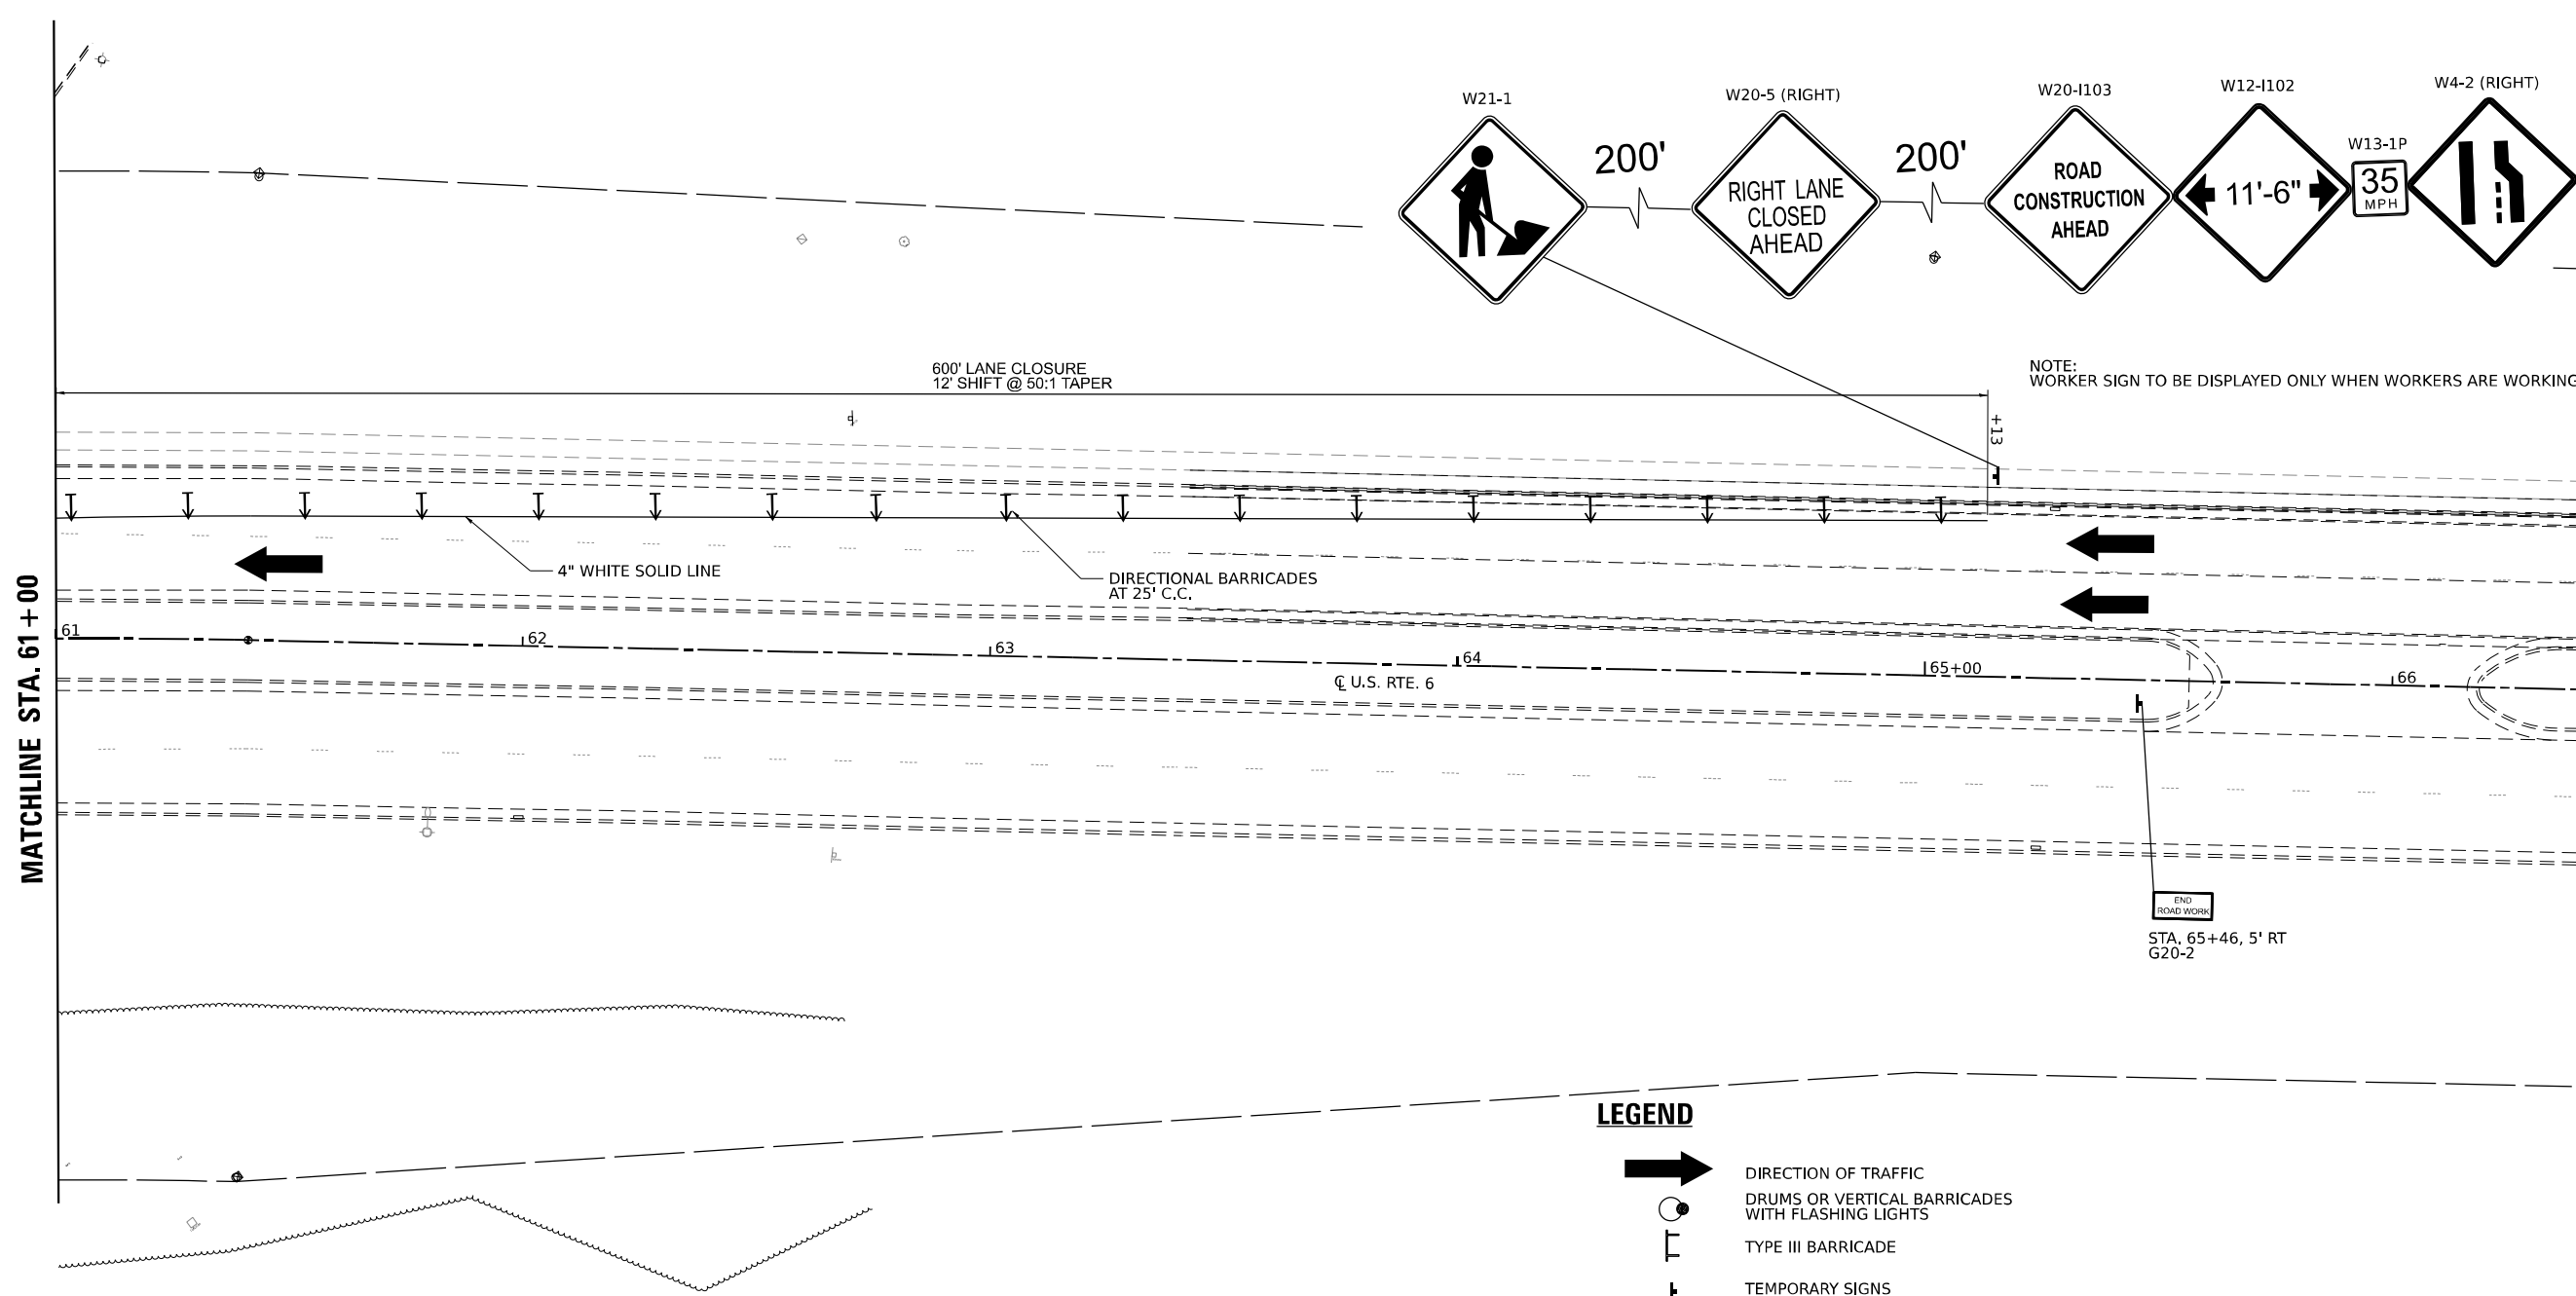 W21-1
W20-5 (RIGHT)
W20-I103
W12-I102
W4-2 (RIGHT)
W13-1P
200'
200'
RIGHT LANE
CLOSED
AHEAD
ROAD
CONSTRUCTION
AHEAD
11'-6"
35
MPH
600' LANE CLOSURE
12' SHIFT @ 50:1 TAPER
NOTE:
WORKER SIGN TO BE DISPLAYED ONLY WHEN WORKERS ARE WORKING
+13
4" WHITE SOLID LINE
DIRECTIONAL BARRICADES
AT 25' C.C.
MATCHLINE STA. 61+00
61
62
63
64
65+00
66
℄ U.S. RTE. 6
END
ROAD WORK
STA. 65+46, 5' RT
G20-2
LEGEND
DIRECTION OF TRAFFIC
DRUMS OR VERTICAL BARRICADES
WITH FLASHING LIGHTS
TYPE III BARRICADE
TEMPORARY SIGNS